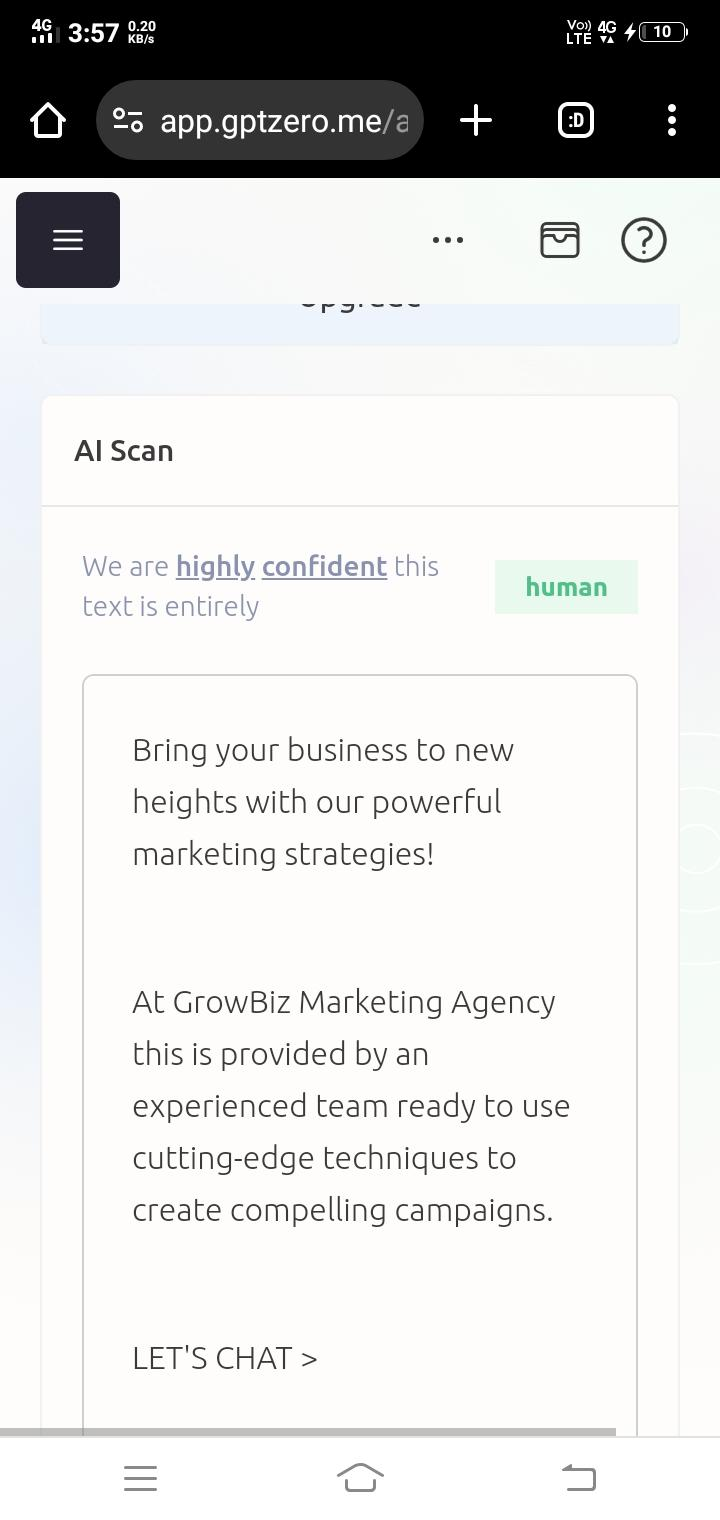 4G 3:57 0.20 KB/s Vo)) LTE 4G 10
app.gptzero.me/a :D
AI Scan
We are highly confident this
text is entirely
human
Bring your business to new
heights with our powerful
marketing strategies!
At GrowBiz Marketing Agency
this is provided by an
experienced team ready to use
cutting-edge techniques to
create compelling campaigns.
LET'S CHAT >